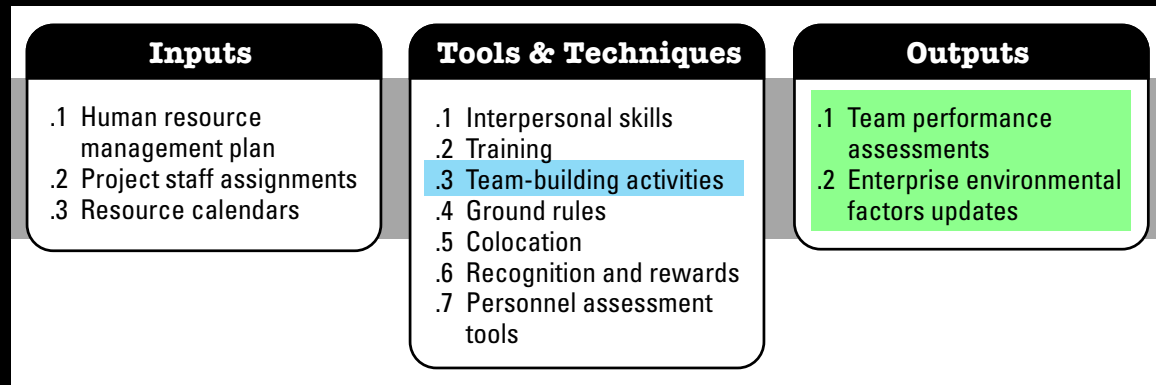 Inputs
.1 Human resource
management plan
.2 Project staff assignments
.3 Resource calendars
Tools & Techniques
.1 Interpersonal skills
.2 Training
.3 Team-building activities
.4 Ground rules
.5 Colocation
.6 Recognition and rewards
.7 Personnel assessment
tools
Outputs
.1 Team performance
assessments
.2 Enterprise environmental
factors updates